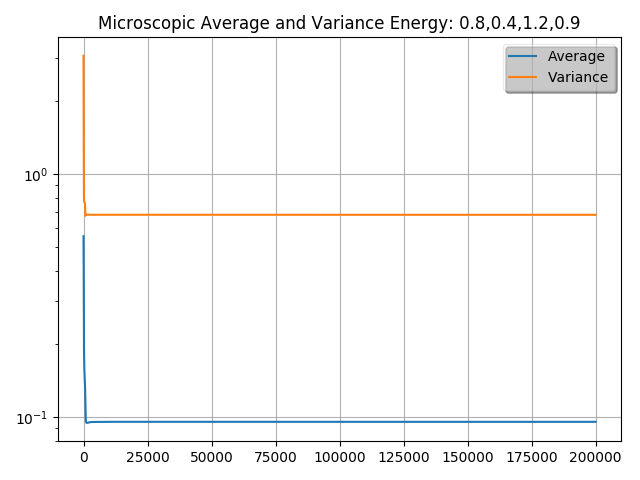 Microscopic Average and Variance Energy: 0.8,0.4,1.2,0.9
Average
Variance
10⁰
10⁻¹
0 25000 50000 75000 100000 125000 150000 175000 200000